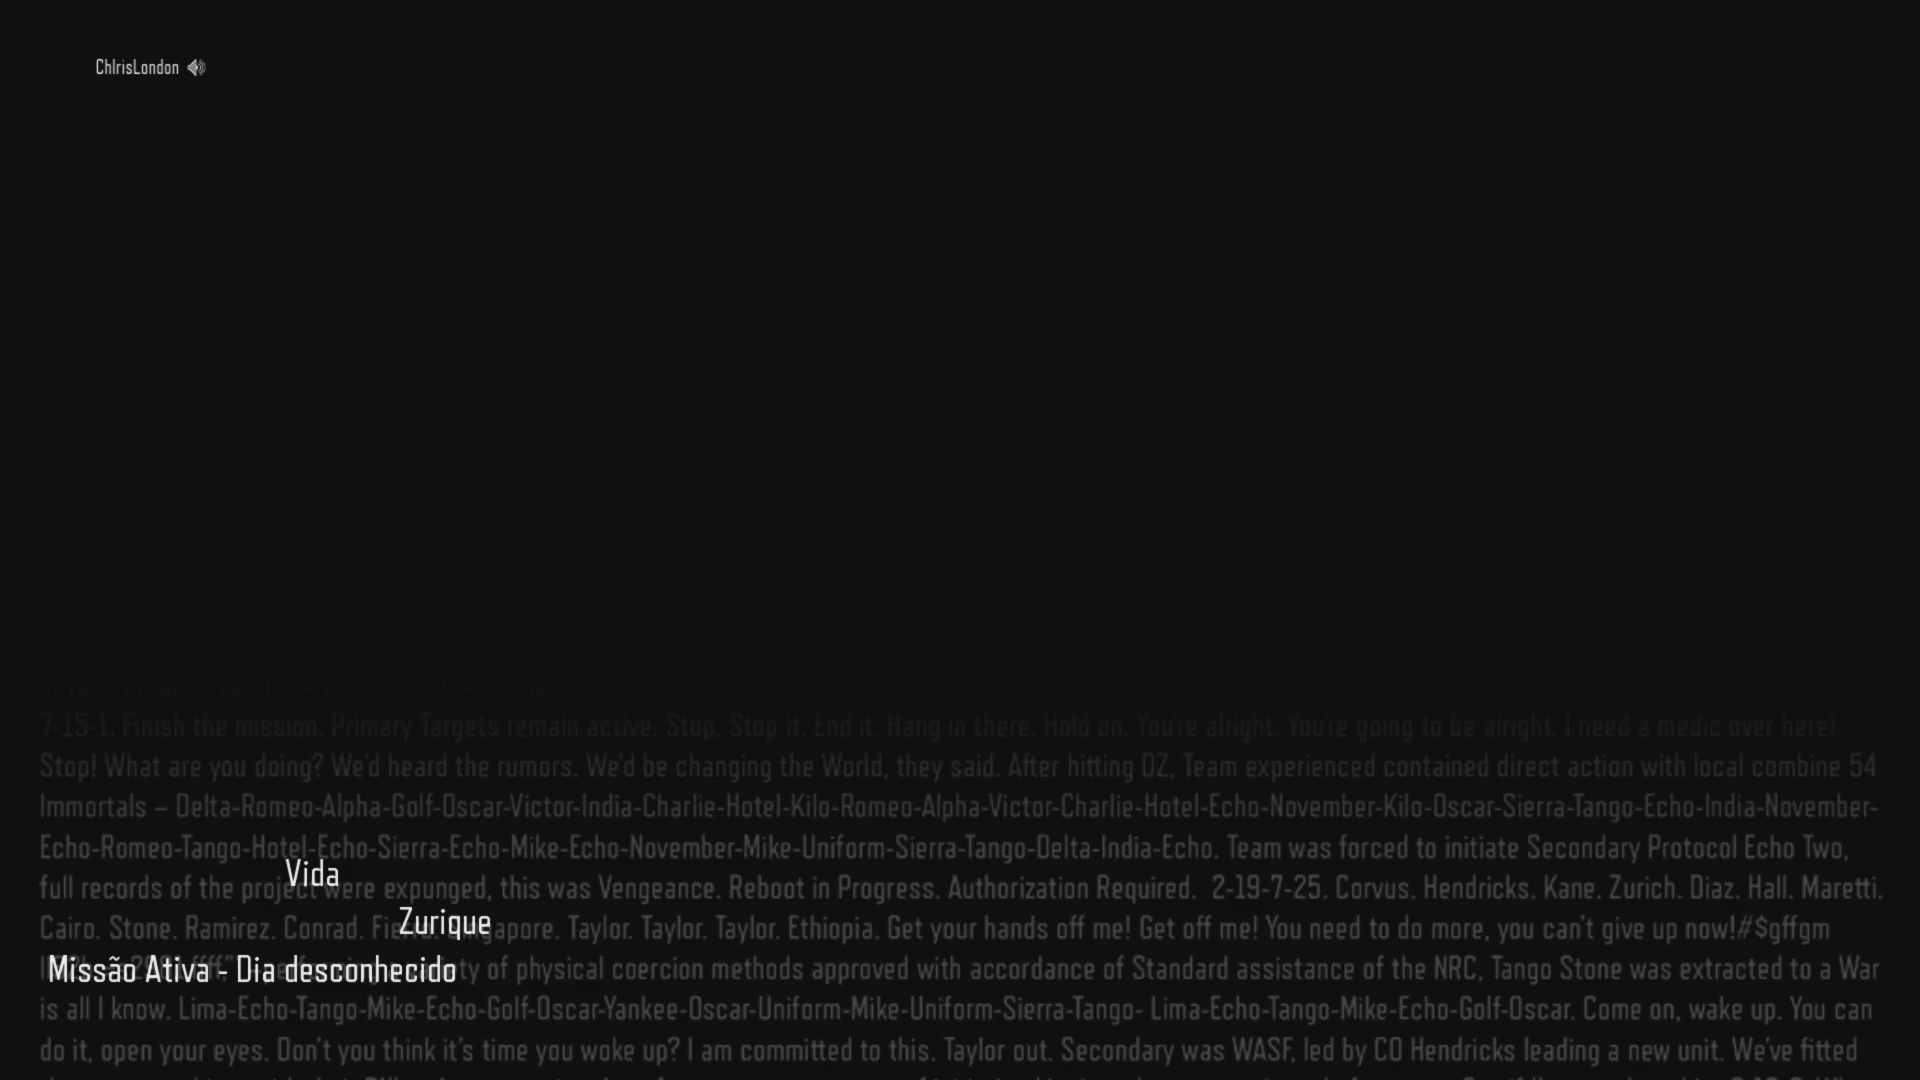 ChIrisLondon
7-15-1. Finish the mission. Primary Targets remain active. Stop. Stop it. End it. Hang in there. Hold on. You're alright. You're going to be alright. I need a medic over here!
Stop! What are you doing? We'd heard the rumors. We'd be changing the World, they said. After hitting OZ, Team experienced contained direct action with local combine 54
Immortals – Delta-Romeo-Alpha-Golf-Oscar-Victor-India-Charlie-Hotel-Kilo-Romeo-Alpha-Victor-Charlie-Hotel-Echo-November-Kilo-Oscar-Sierra-Tango-Echo-India-November-
Echo-Romeo-Tango-Hotel-Echo-Sierra-Echo-Mike-Echo-November-Mike-Uniform-Sierra-Tango-Delta-India-Echo. Team was forced to initiate Secondary Protocol Echo Two,
Vida
full records of the project were expunged, this was Vengeance. Reboot in Progress. Authorization Required. 2-19-7-25. Corvus. Hendricks. Kane. Zurich. Diaz. Hall. Maretti.
Zurique
Cairo. Stone. Ramirez. Conrad. Taylor. Taylor. Taylor. Ethiopia. Get your hands off me! Get off me! You need to do more, you can't give up now!#$gffgm
Missão Ativa - Dia desconhecido
of physical coercion methods approved with accordance of Standard assistance of the NRC, Tango Stone was extracted to a War
is all I know. Lima-Echo-Tango-Mike-Echo-Golf-Oscar-Yankee-Oscar-Uniform-Mike-Uniform-Sierra-Tango- Lima-Echo-Tango-Mike-Echo-Golf-Oscar. Come on, wake up. You can
do it, open your eyes. Don't you think it's time you woke up? I am committed to this. Taylor out. Secondary was WASF, led by CO Hendricks leading a new unit. We've fitted